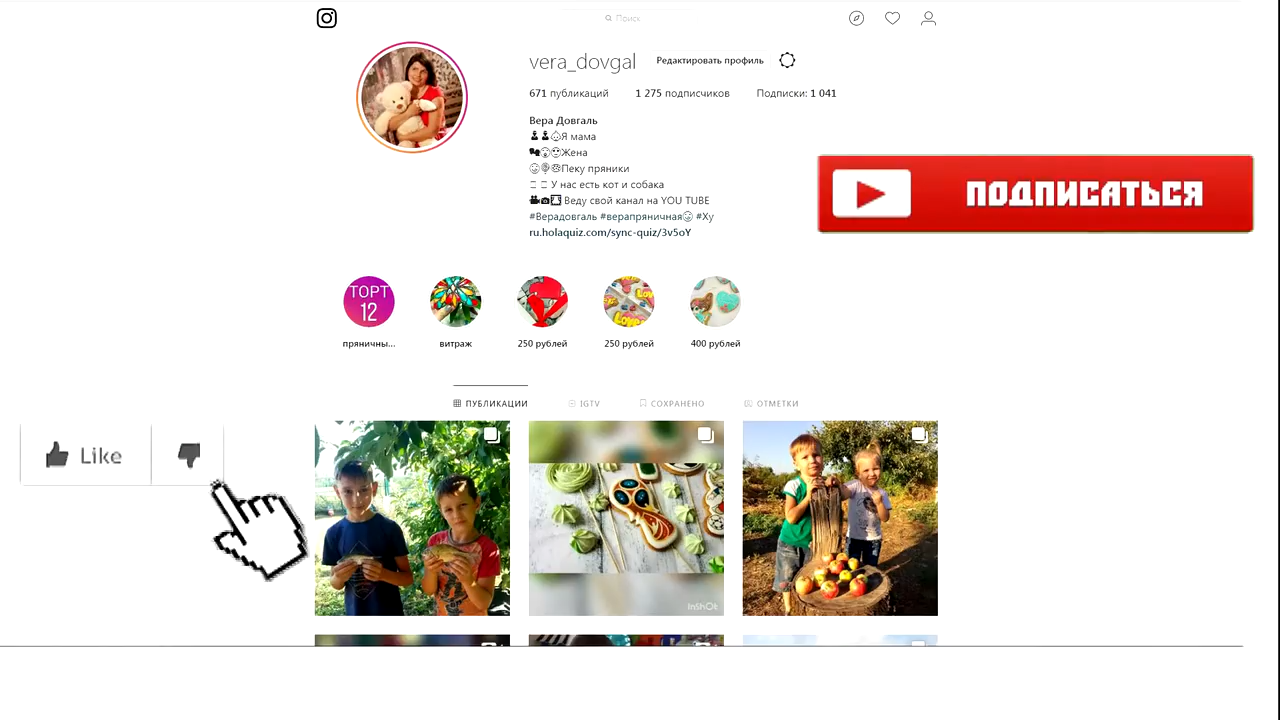 Поиск
vera_dovgal Редактировать профиль
671 публикаций 1 275 подписчиков Подписки: 1 041
Вера Довгаль
Я мама
Жена
Пеку пряники
У нас есть кот и собака
Веду свой канал на YOU TUBE
#Верадовгаль #верапряничная #Ху
ru.holaquiz.com/sync-quiz/3v5oY
ПОДПИСАТЬСЯ
ТОРТ
12
пряничны... витраж 250 рублей 250 рублей 400 рублей
ПУБЛИКАЦИИ IGTV СОХРАНЕНО ОТМЕТКИ
Like
InShOt